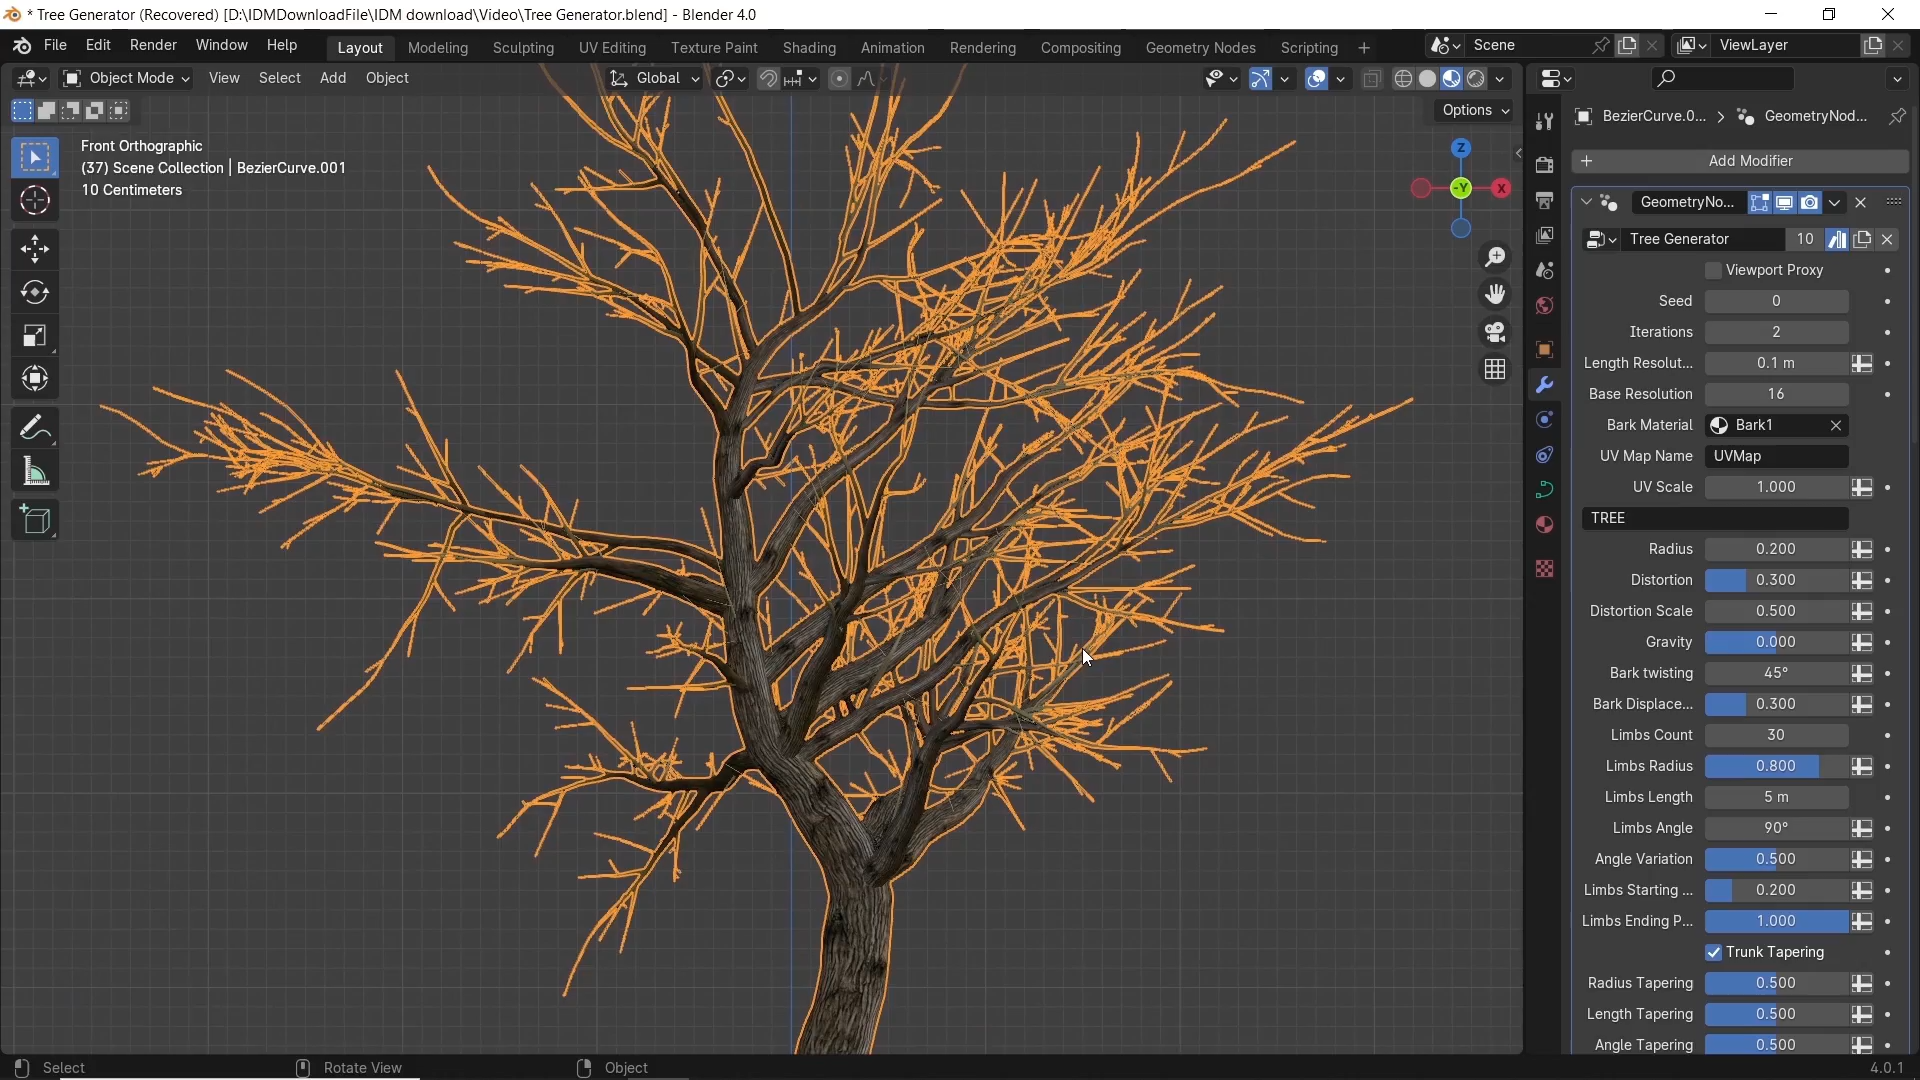 * Tree Generator (Recovered) [D:\IDMDownloadFile\IDM download\Video\Tree Generator.blend] - Blender 4.0
File Edit Render Window Help Layout Modeling Sculpting UV Editing Texture Paint Shading Animation Rendering Compositing Geometry Nodes Scripting + Scene ViewLayer
Object Mode View Select Add Object Global
Options
Front Orthographic
(37) Scene Collection | BezierCurve.001
10 Centimeters
Z
-Y X
BezierCurve.0... > GeometryNod...
+ Add Modifier
GeometryNo...
Tree Generator 10
Viewport Proxy
Seed 0
Iterations 2
Length Resolut... 0.1 m
Base Resolution 16
Bark Material Bark1
UV Map Name UVMap
UV Scale 1.000
TREE
Radius 0.200
Distortion 0.300
Distortion Scale 0.500
Gravity 0.000
Bark twisting 45°
Bark Displace... 0.300
Limbs Count 30
Limbs Radius 0.800
Limbs Length 5 m
Limbs Angle 90°
Angle Variation 0.500
Limbs Starting ... 0.200
Limbs Ending P... 1.000
Trunk Tapering
Radius Tapering 0.500
Length Tapering 0.500
Angle Tapering 0.500
Select Rotate View Object 4.0.1